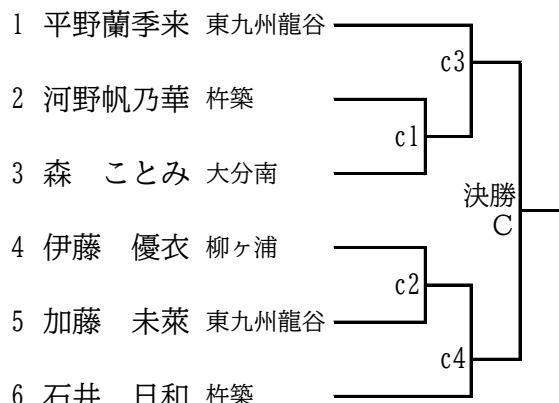 1 平野蘭季来 東九州龍谷
c3
2 河野帆乃華 杵築
c1
3 森 ことみ 大分南
決勝
C
4 伊藤 優衣 柳ヶ浦
c2
5 加藤 未萊 東九州龍谷
c4
6 石井 日和 杵築